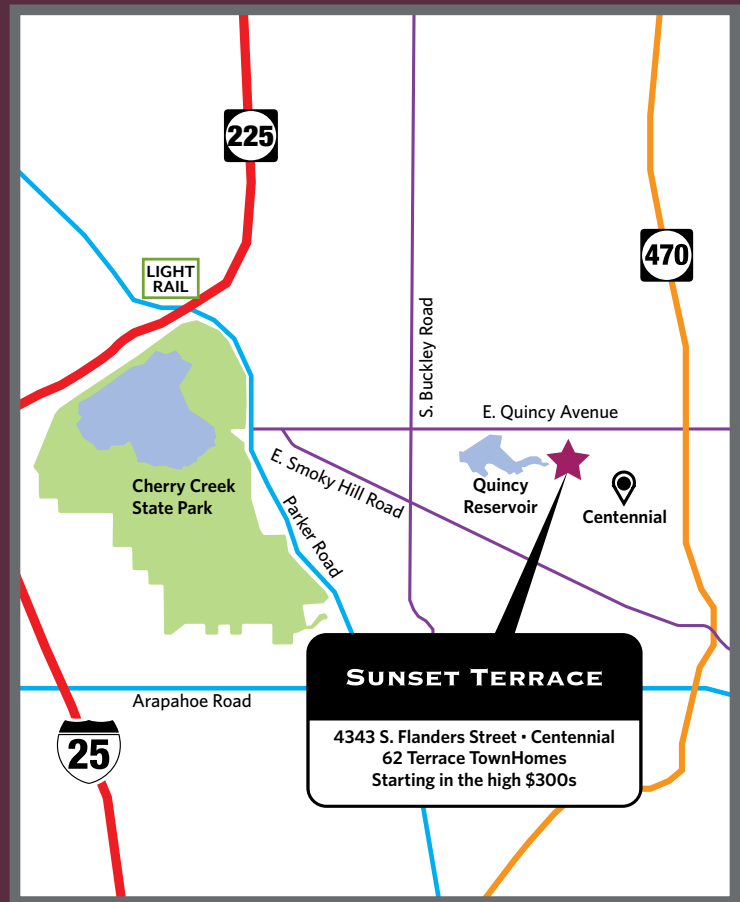 225
470
LIGHT
RAIL
S. Buckley Road
E. Quincy Avenue
E. Smoky Hill Road
Cherry Creek
State Park
Quincy
Reservoir
Centennial
Parker Road
SUNSET TERRACE
Arapahoe Road
25
4343 S. Flanders Street • Centennial
62 Terrace TownHomes
Starting in the high $300s